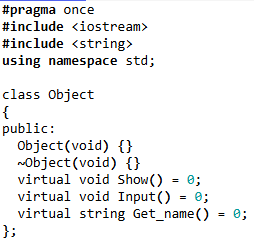 #pragma once
#include <iostream>
#include <string>
using namespace std;

class Object
{
public:
  Object(void) {}
  ~Object(void) {}
  virtual void Show() = 0;
  virtual void Input() = 0;
  virtual string Get_name() = 0;
};